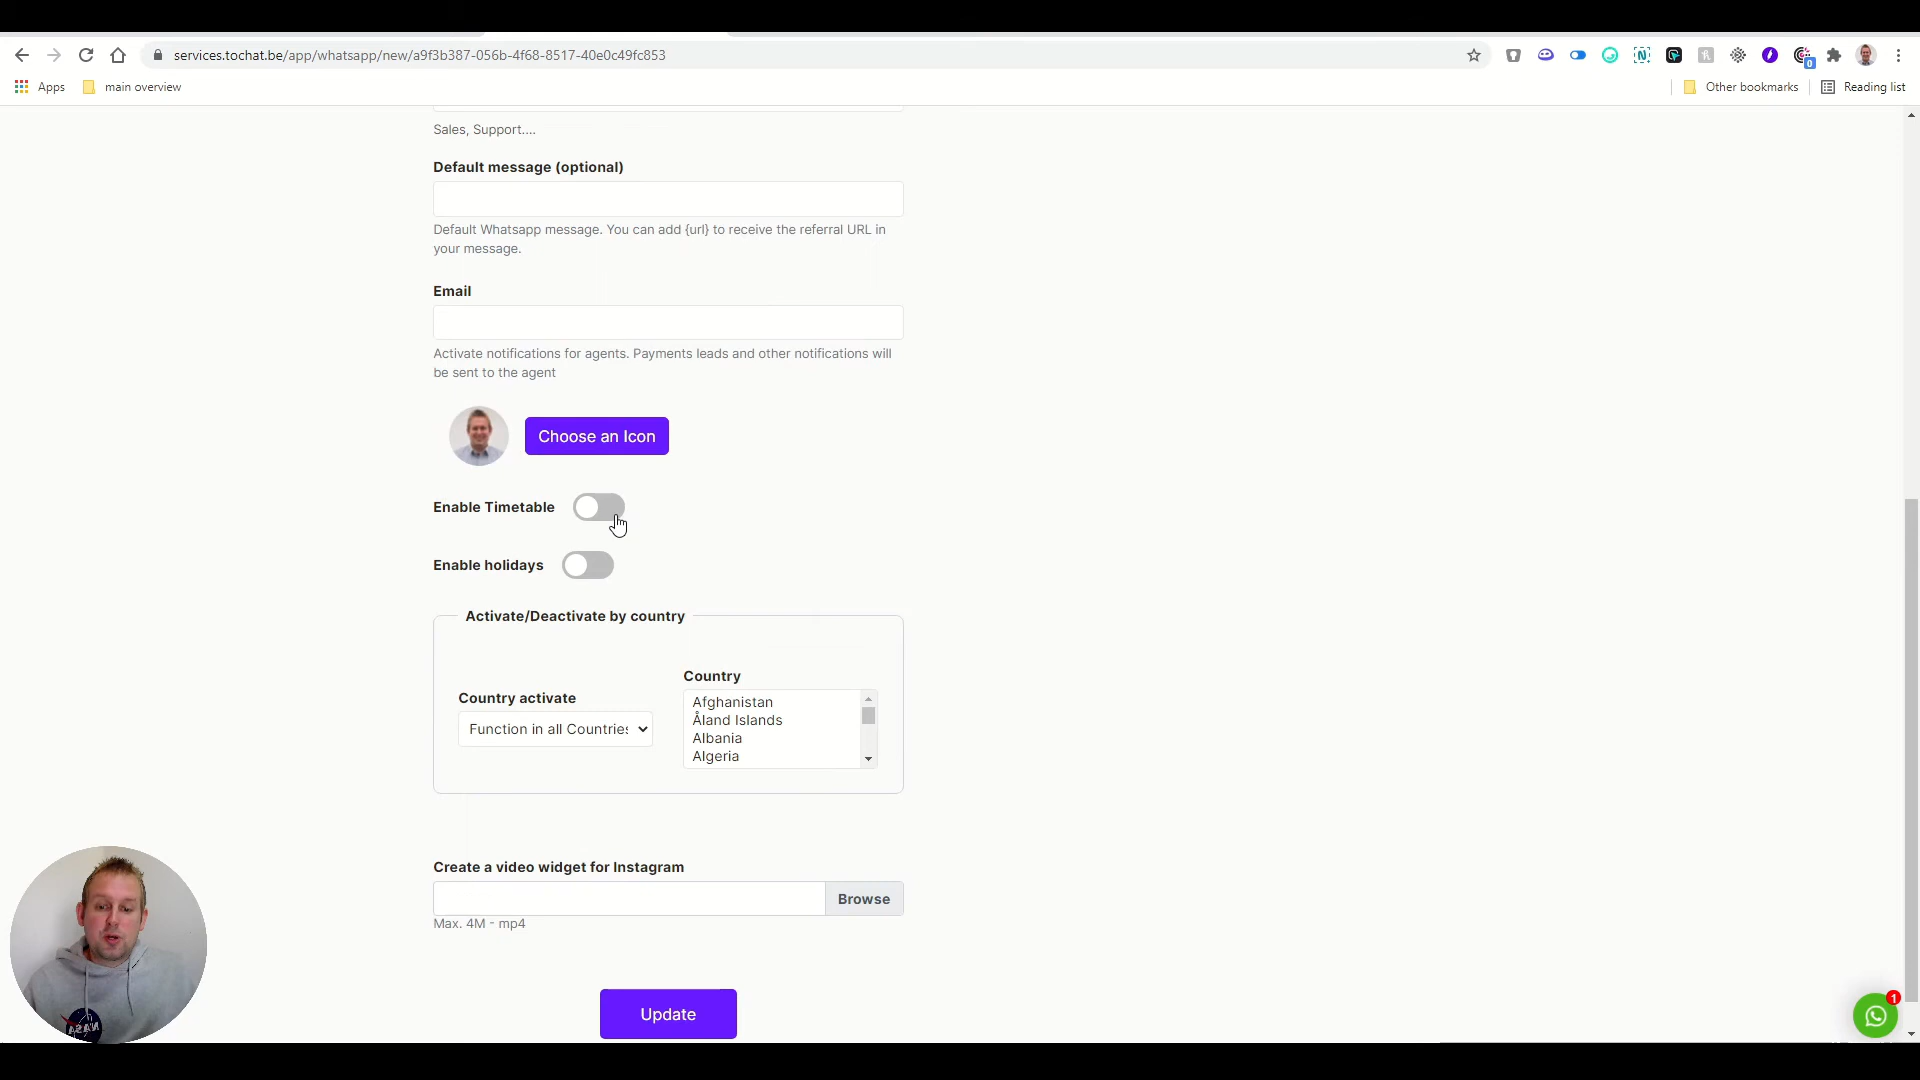 services.tochat.be/app/whatsapp/new/a9f3b387-056b-4f68-8517-40e0c49fc853
0
Apps
main overview
Other bookmarks
Reading list
Sales, Support....
Default message (optional)
Default Whatsapp message. You can add {url} to receive the referral URL in
your message.
Email
Activate notifications for agents. Payments leads and other notifications will
be sent to the agent
Choose an Icon
Enable Timetable
Enable holidays
Activate/Deactivate by country
Country
Country activate
Afghanistan
Åland Islands
Function in all Countries
Albania
Algeria
Create a video widget for Instagram
Browse
Max. 4M - mp4
Update
1